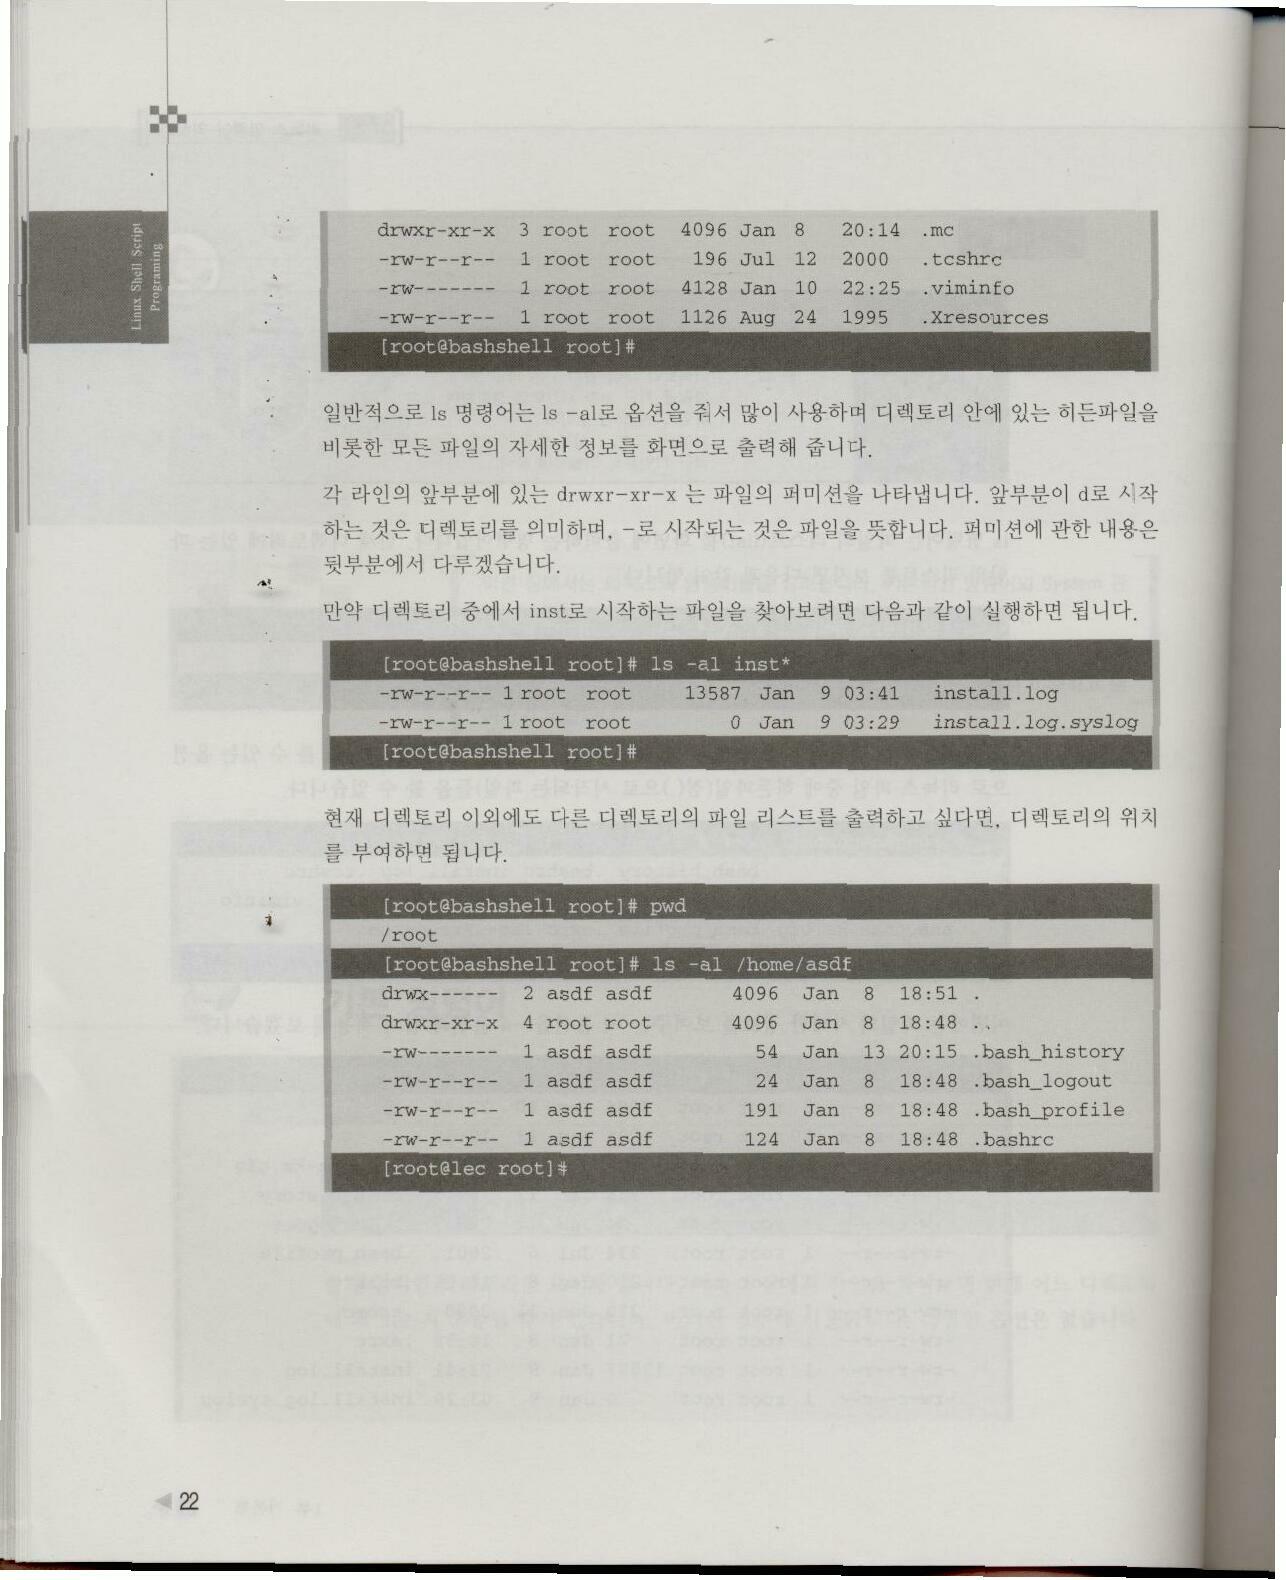 Linux Shell Script
Programing
drwxr-xr-x 3 root root 4096 Jan 8 20:14 .mc
-rw-r--r-- 1 root root 196 Jul 12 2000 .tcshrc
-rw------- 1 root root 4128 Jan 10 22:25 .viminfo
-rw-r--r-- 1 root root 1126 Aug 24 1995 .Xresources
[root@bashshell root]#
일반적으로 ls 명령어는 ls -al로 옵션을 줘서 많이 사용하며 디렉토리 안에 있는 히든파일을
비롯한 모든 파일의 자세한 정보를 화면으로 출력해 줍니다.
각 라인의 앞부분에 있는 drwxr-xr-x 는 파일의 퍼미션을 나타냅니다. 앞부분이 d로 시작
하는 것은 디렉토리를 의미하며, -로 시작되는 것은 파일을 뜻합니다. 퍼미션에 관한 내용은
뒷부분에서 다루겠습니다.
만약 디렉토리 중에서 inst로 시작하는 파일을 찾아보려면 다음과 같이 실행하면 됩니다.
[root@bashshell root]# ls -al inst*
-rw-r--r-- 1 root root 13587 Jan 9 03:41 install.log
-rw-r--r-- 1 root root 0 Jan 9 03:29 install.log.syslog
[root@bashshell root]#
현재 디렉토리 이외에도 다른 디렉토리의 파일 리스트를 출력하고 싶다면, 디렉토리의 위치
를 부여하면 됩니다.
[root@bashshell root]# pwd
/root
[root@bashshell root]# ls -al /home/asdf
drwx------ 2 asdf asdf 4096 Jan 8 18:51 .
drwxr-xr-x 4 root root 4096 Jan 8 18:48 ..
-rw------- 1 asdf asdf 54 Jan 13 20:15 .bash_history
-rw-r--r-- 1 asdf asdf 24 Jan 8 18:48 .bash_logout
-rw-r--r-- 1 asdf asdf 191 Jan 8 18:48 .bash_profile
-rw-r--r-- 1 asdf asdf 124 Jan 8 18:48 .bashrc
[root@lec root]#
22